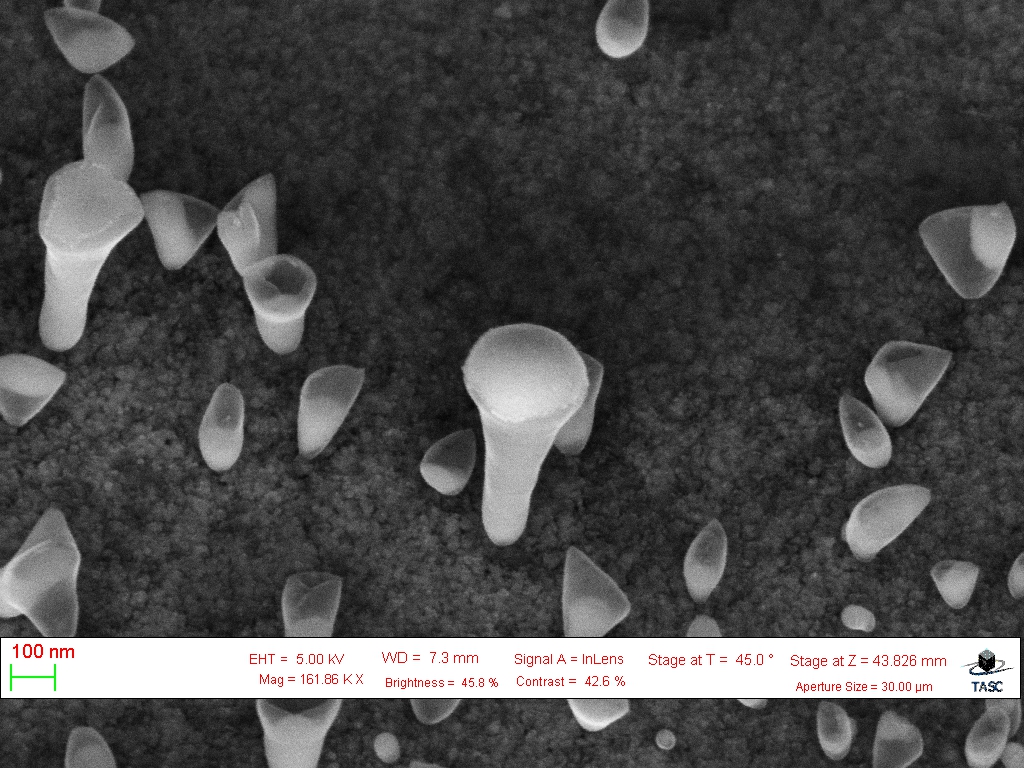 100 nm
EHT = 5.00 kV WD = 7.3 mm Signal A = InLens Stage at T = 45.0 ° Stage at Z = 43.826 mm
Mag = 161.86 K X Brightness = 45.8 % Contrast = 42.6 % Aperture Size = 30.00 µm
TASC